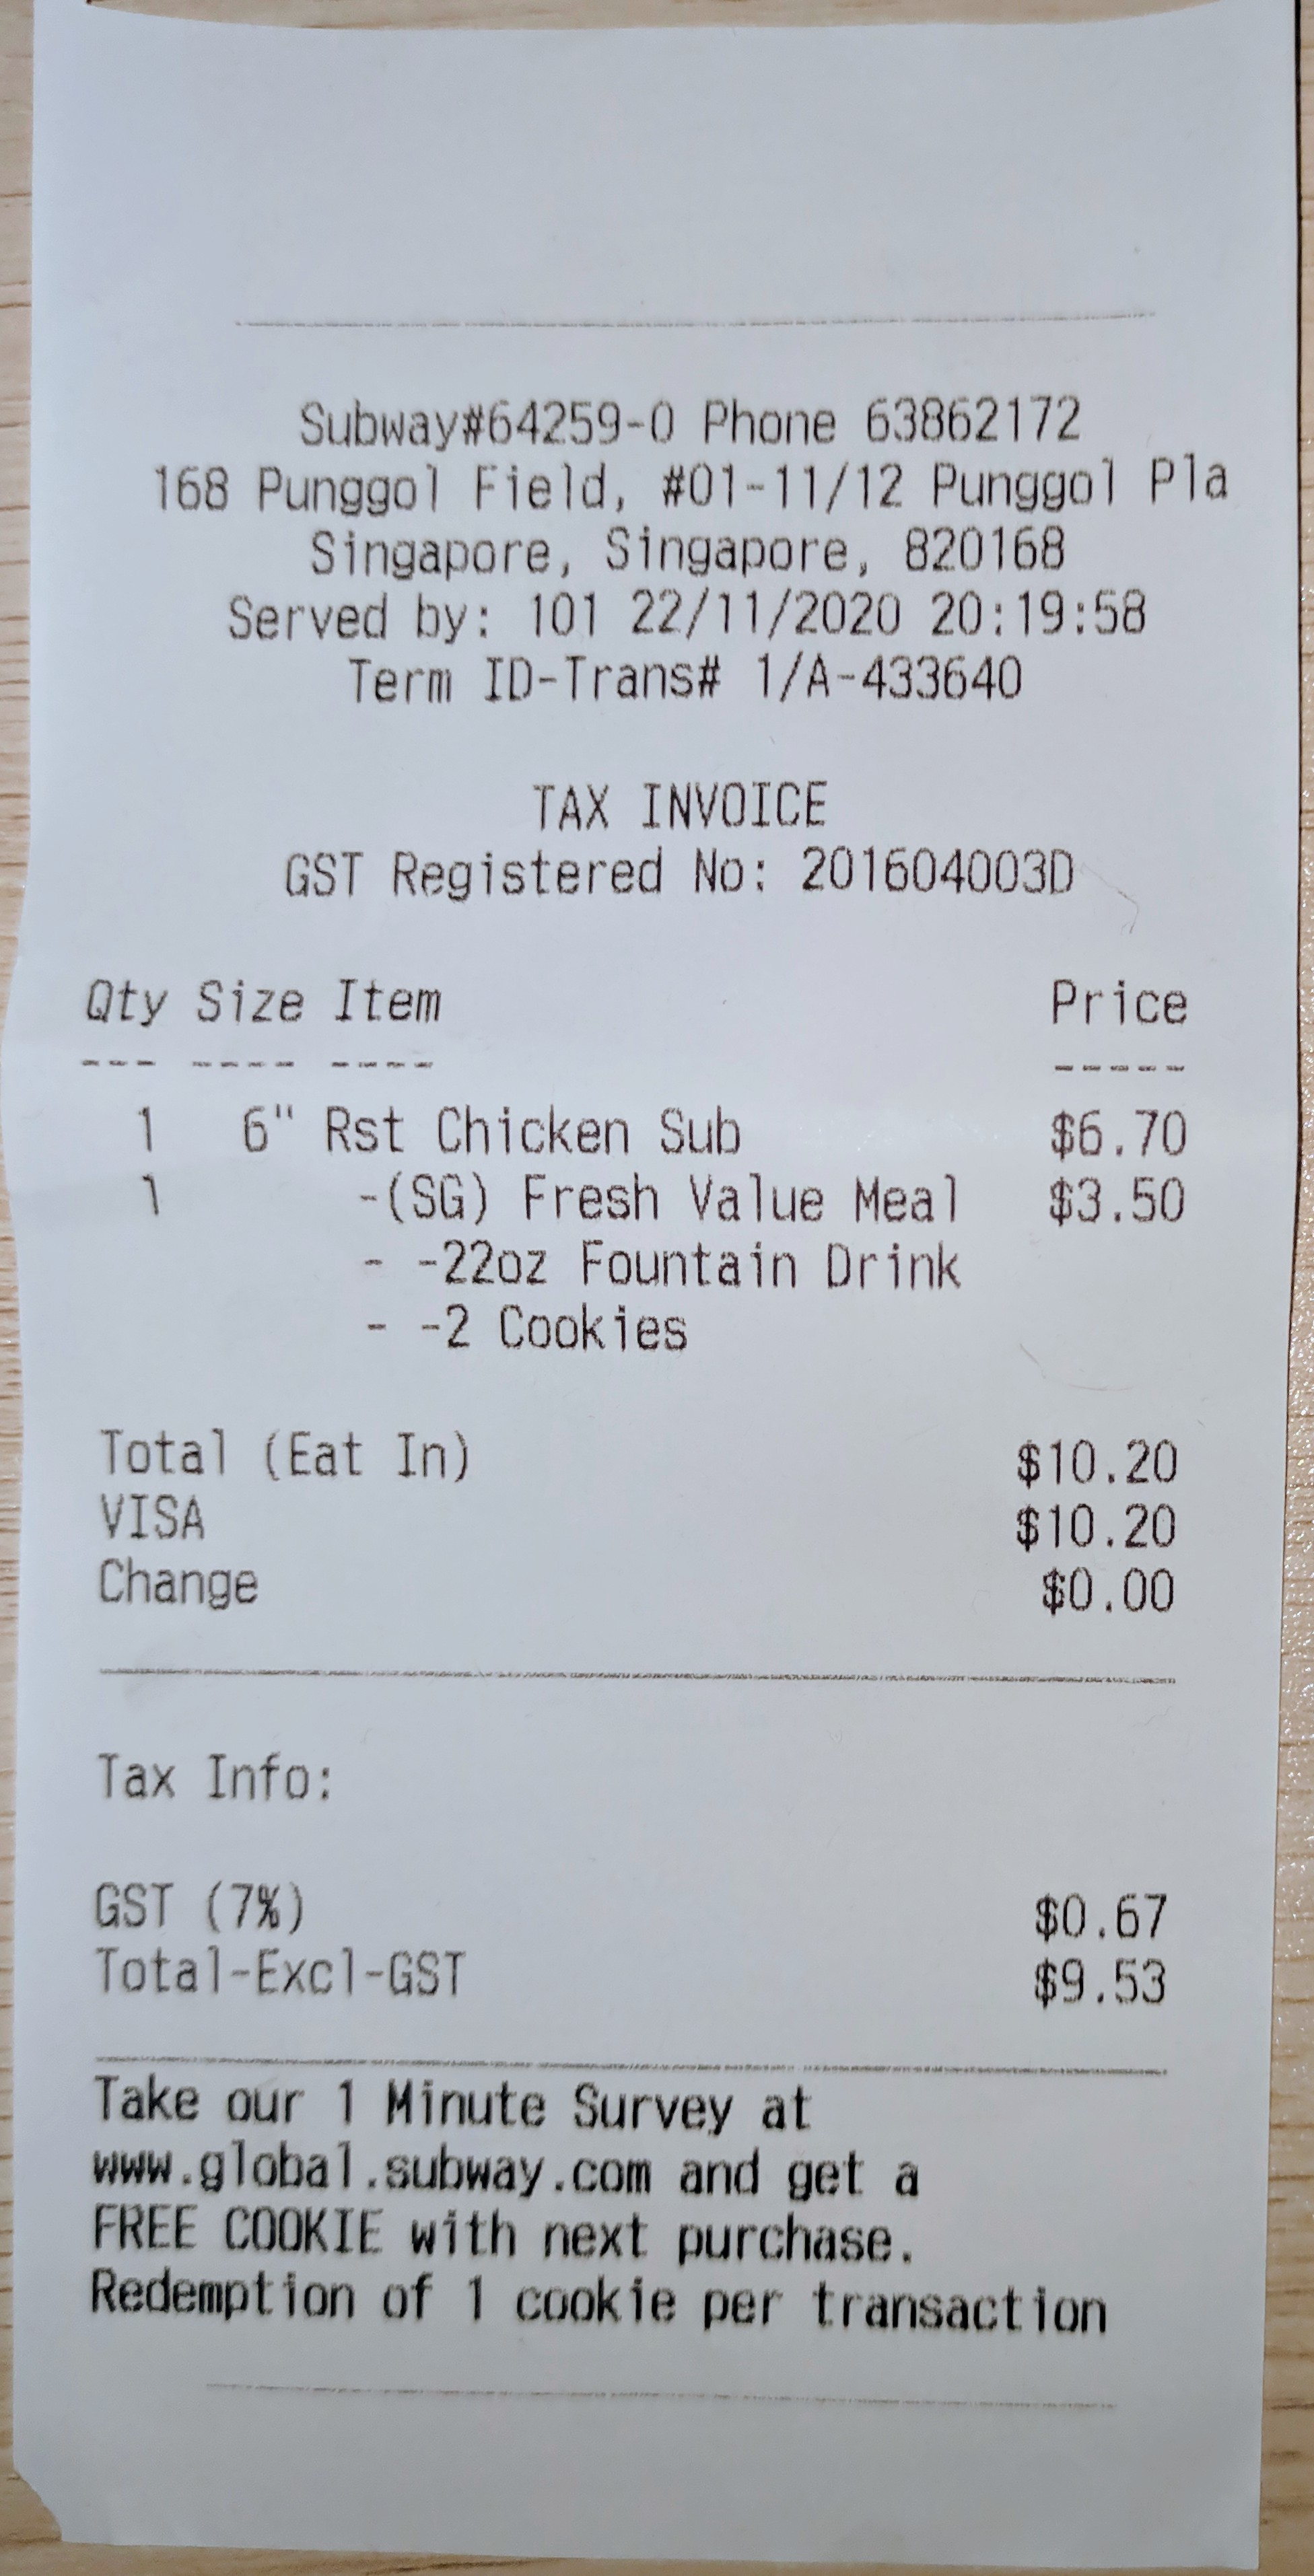 Subway#64259-0 Phone 63862172
168 Punggol Field, #01-11/12 Punggol Pla
Singapore, Singapore, 820168
Served by: 101 22/11/2020 20:19:58
Term ID-Trans# 1/A-433640
TAX INVOICE
GST Registered No: 201604003D
Qty Size Item Price
--- ---- ---- -----
1 6" Rst Chicken Sub $6.70
1 -(SG) Fresh Value Meal $3.50
- -22oz Fountain Drink
- -2 Cookies
Total (Eat In) $10.20
VISA $10.20
Change $0.00
Tax Info:
GST (7%) $0.67
Total-Excl-GST $9.53
Take our 1 Minute Survey at
www.global.subway.com and get a
FREE COOKIE with next purchase.
Redemption of 1 cookie per transaction